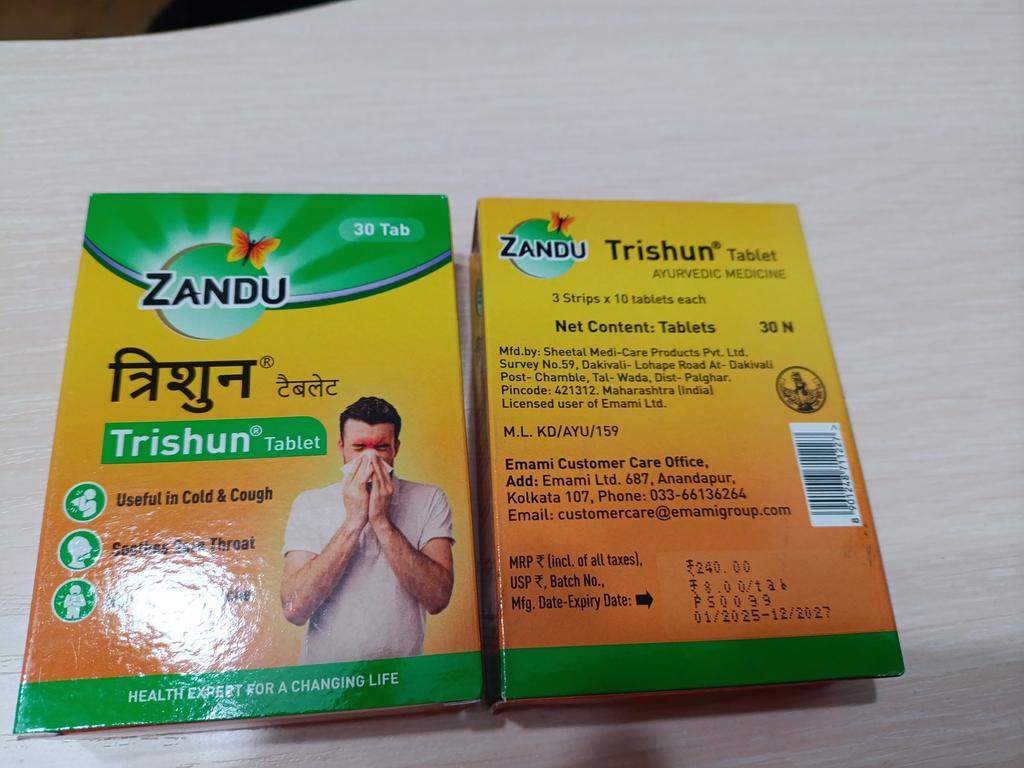 30 Tab
ZANDU
त्रिशुन® टैबलेट
Trishun® Tablet
Useful in Cold & Cough
Soothes Sore Throat
HEALTH EXPERT FOR A CHANGING LIFE
ZANDU
Trishun® Tablet
AYURVEDIC MEDICINE
3 Strips x 10 tablets each
Net Content: Tablets 30 N
Mfd.by: Sheetal Medi-Care Products Pvt. Ltd.
Survey No.59, Dakivali- Lohape Road At- Dakivali
Post- Chamble, Tal- Wada, Dist- Palghar.
Pincode: 421312. Maharashtra (India)
Licensed user of Emami Ltd.
M.L. KD/AYU/159
Emami Customer Care Office,
Add: Emami Ltd. 687, Anandapur,
Kolkata 107, Phone: 033-66136264
Email: customercare@emamigroup.com
MRP ₹ (incl. of all taxes),
USP ₹, Batch No.,
Mfg. Date-Expiry Date:
₹240.00
₹8.00/tab
PS0099
01/2025-12/2027